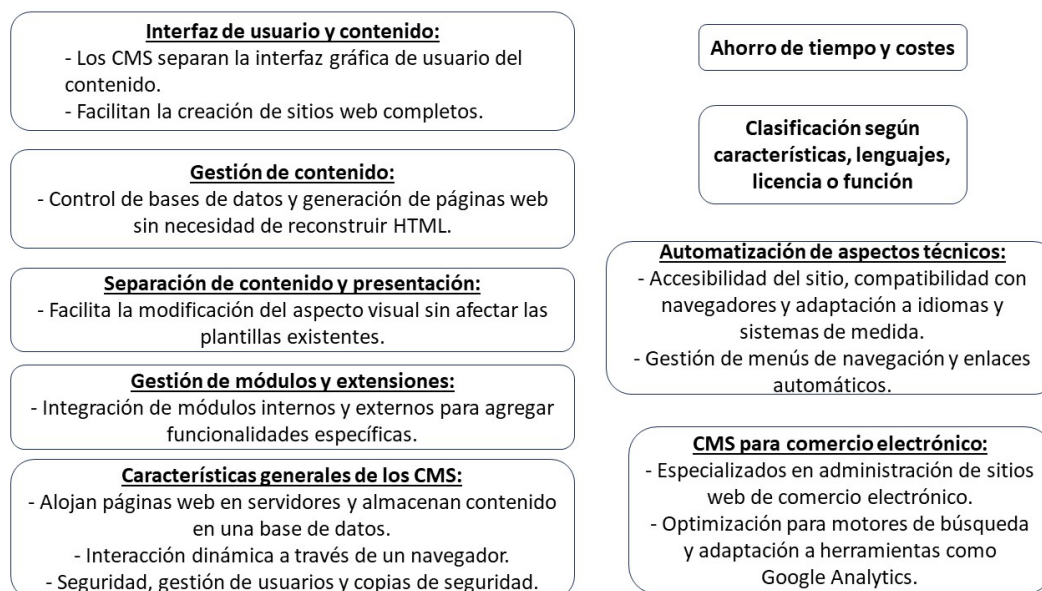 Interfaz de usuario y contenido:
- Los CMS separan la interfaz gráfica de usuario del
contenido.
- Facilitan la creación de sitios web completos.
Gestión de contenido:
- Control de bases de datos y generación de páginas web
sin necesidad de reconstruir HTML.
Separación de contenido y presentación:
- Facilita la modificación del aspecto visual sin afectar las
plantillas existentes.
Gestión de módulos y extensiones:
- Integración de módulos internos y externos para agregar
funcionalidades específicas.
Características generales de los CMS:
- Alojan páginas web en servidores y almacenan contenido
en una base de datos.
- Interacción dinámica a través de un navegador.
- Seguridad, gestión de usuarios y copias de seguridad.
Ahorro de tiempo y costes
Clasificación según
características, lenguajes,
licencia o función
Automatización de aspectos técnicos:
- Accesibilidad del sitio, compatibilidad con
navegadores y adaptación a idiomas y
sistemas de medida.
- Gestión de menús de navegación y enlaces
automáticos.
CMS para comercio electrónico:
- Especializados en administración de sitios
web de comercio electrónico.
- Optimización para motores de búsqueda
y adaptación a herramientas como
Google Analytics.